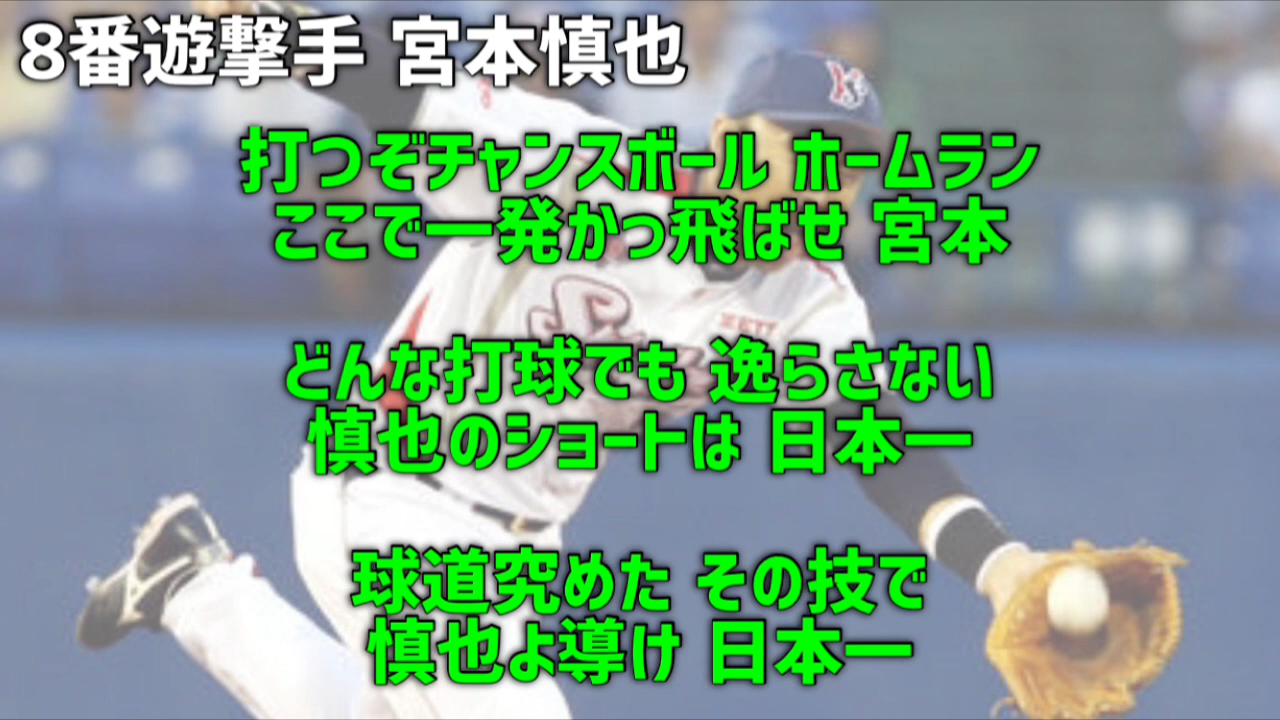 8番遊撃手 宮本慎也
打つぞチャンスボール ホームラン
ここで一発かっ飛ばせ 宮本
どんな打球でも 逸らさない
慎也のショートは 日本一
球道究めた その技で
慎也よ導け 日本一